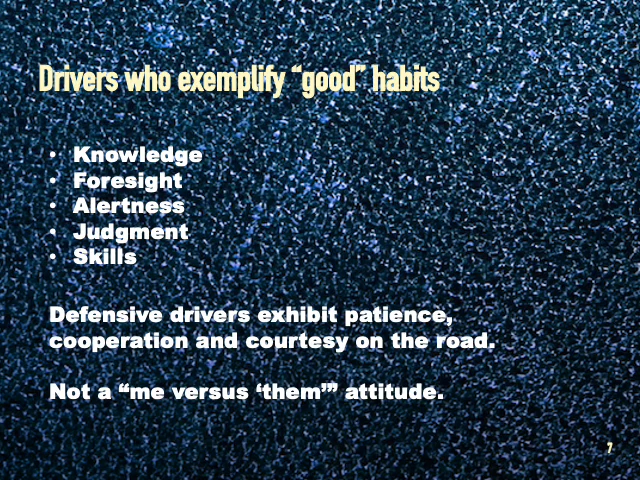 Drivers who exemplify “good” habits
• Knowledge
• Foresight
• Alertness
• Judgment
• Skills
Defensive drivers exhibit patience,
cooperation and courtesy on the road.
Not a “me versus ‘them’” attitude.
7